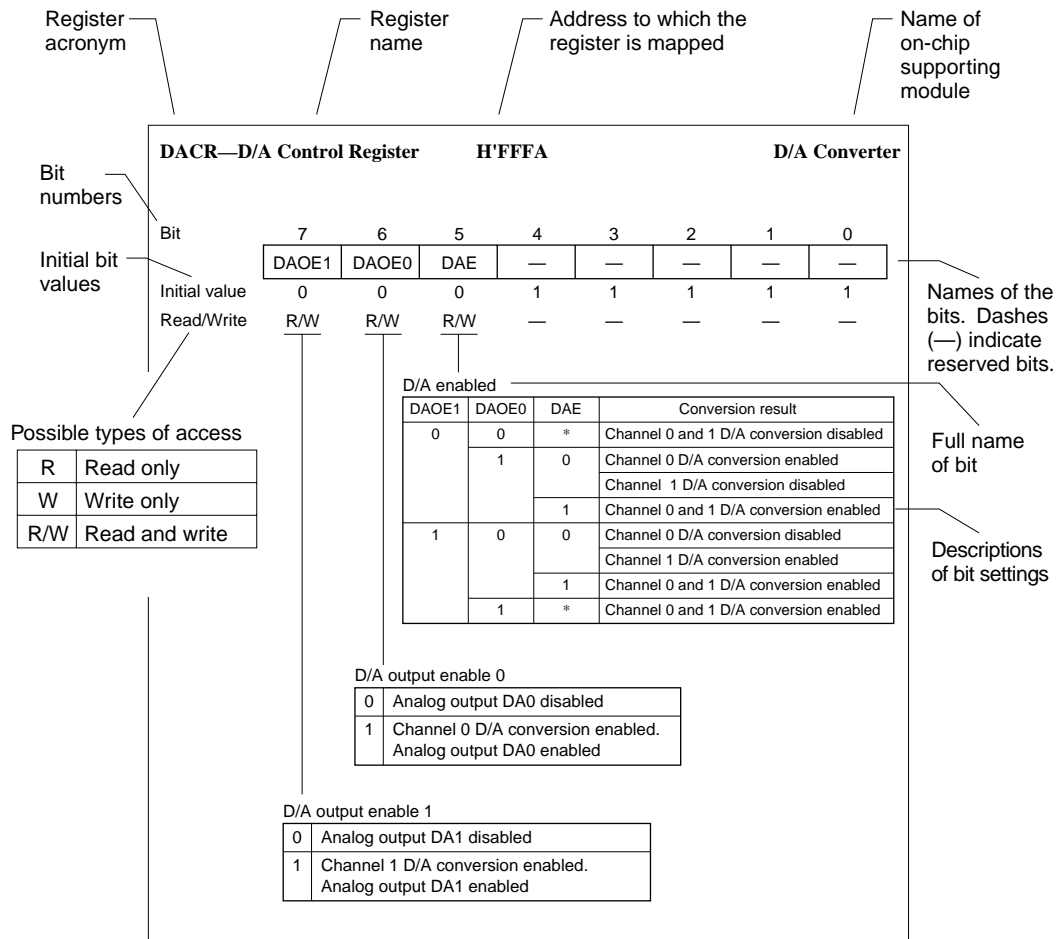 Register acronym
Register name
Address to which the register is mapped
Name of on-chip supporting module
DACR—D/A Control Register H'FFFA D/A Converter
Bit numbers
Bit 7 6 5 4 3 2 1 0
Initial bit values
DAOE1 DAOE0 DAE — — — — —
Initial value 0 0 0 1 1 1 1 1
Read/Write R/W R/W R/W — — — — —
Names of the bits. Dashes (—) indicate reserved bits.
Possible types of access
R Read only
W Write only
R/W Read and write
D/A enabled
DAOE1 DAOE0 DAE Conversion result
0 0 * Channel 0 and 1 D/A conversion disabled
1 0 Channel 0 D/A conversion enabled
Channel 1 D/A conversion disabled
1 Channel 0 and 1 D/A conversion enabled
1 0 0 Channel 0 D/A conversion disabled
Channel 1 D/A conversion enabled
1 Channel 0 and 1 D/A conversion enabled
1 * Channel 0 and 1 D/A conversion enabled
Full name of bit
Descriptions of bit settings
D/A output enable 0
0 Analog output DA0 disabled
1 Channel 0 D/A conversion enabled.
Analog output DA0 enabled
D/A output enable 1
0 Analog output DA1 disabled
1 Channel 1 D/A conversion enabled.
Analog output DA1 enabled